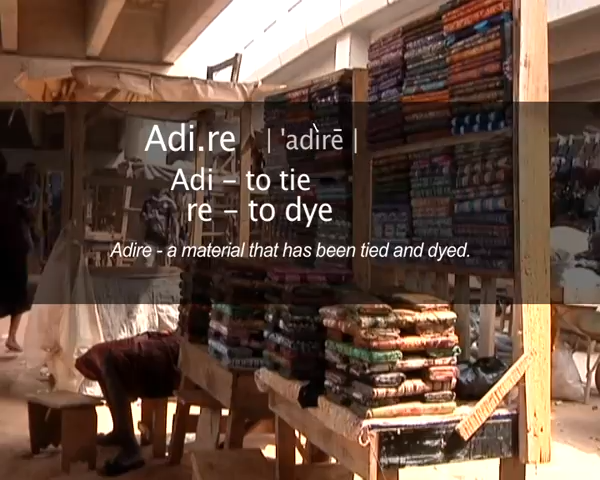 Adi.re | 'adìrē |
Adi – to tie
re – to dye
Adire - a material that has been tied and dyed.